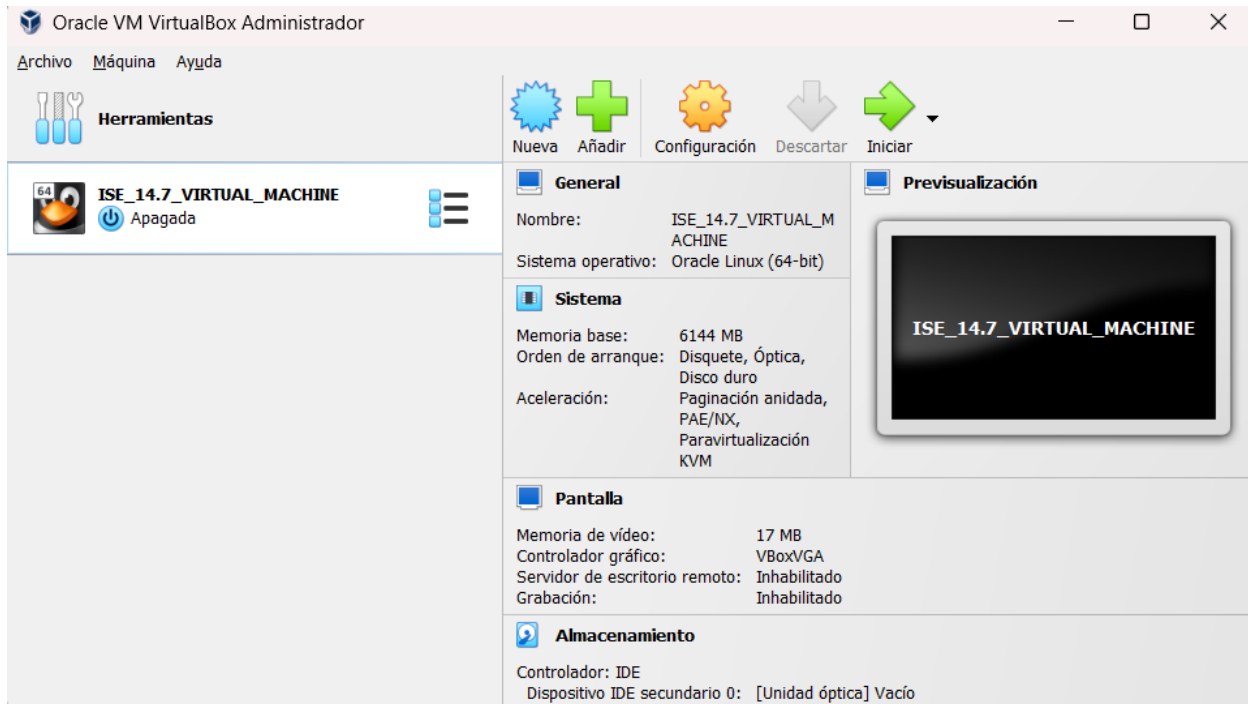 Oracle VM VirtualBox Administrador
Archivo Máquina Ayuda
Herramientas
Nueva Añadir Configuración Descartar Iniciar
64
ISE_14.7_VIRTUAL_MACHINE
Apagada
General
Nombre: ISE_14.7_VIRTUAL_M
ACHINE
Sistema operativo: Oracle Linux (64-bit)
Sistema
Memoria base: 6144 MB
Orden de arranque: Disquete, Óptica,
Disco duro
Aceleración: Paginación anidada,
PAE/NX,
Paravirtualización
KVM
Previsualización
ISE_14.7_VIRTUAL_MACHINE
Pantalla
Memoria de vídeo: 17 MB
Controlador gráfico: VBoxVGA
Servidor de escritorio remoto: Inhabilitado
Grabación: Inhabilitado
Almacenamiento
Controlador: IDE
Dispositivo IDE secundario 0: [Unidad óptica] Vacío